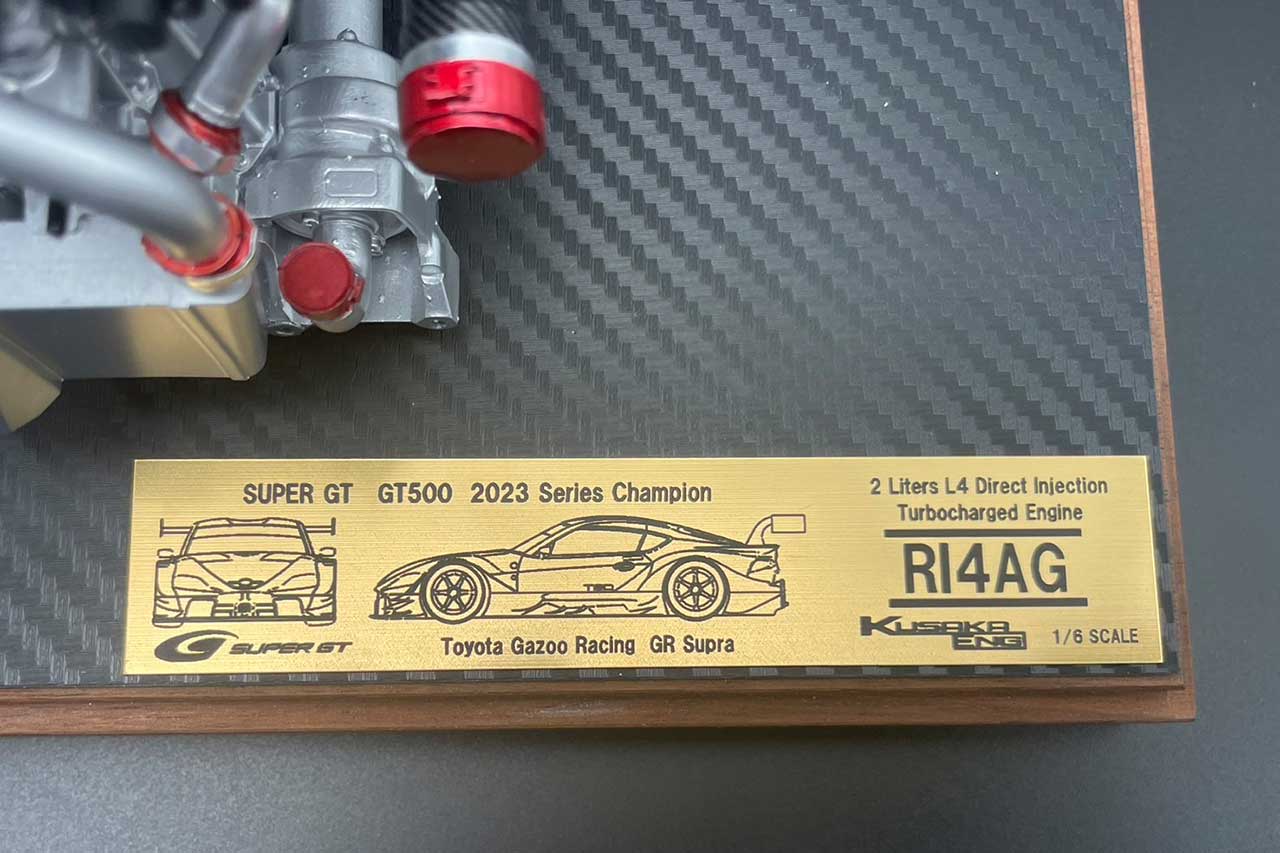 SUPER GT GT500 2023 Series Champion
SUPER GT
Toyota Gazoo Racing GR Supra
2 Liters L4 Direct Injection
Turbocharged Engine
RI4AG
KUSAKA
ENG
1/6 SCALE